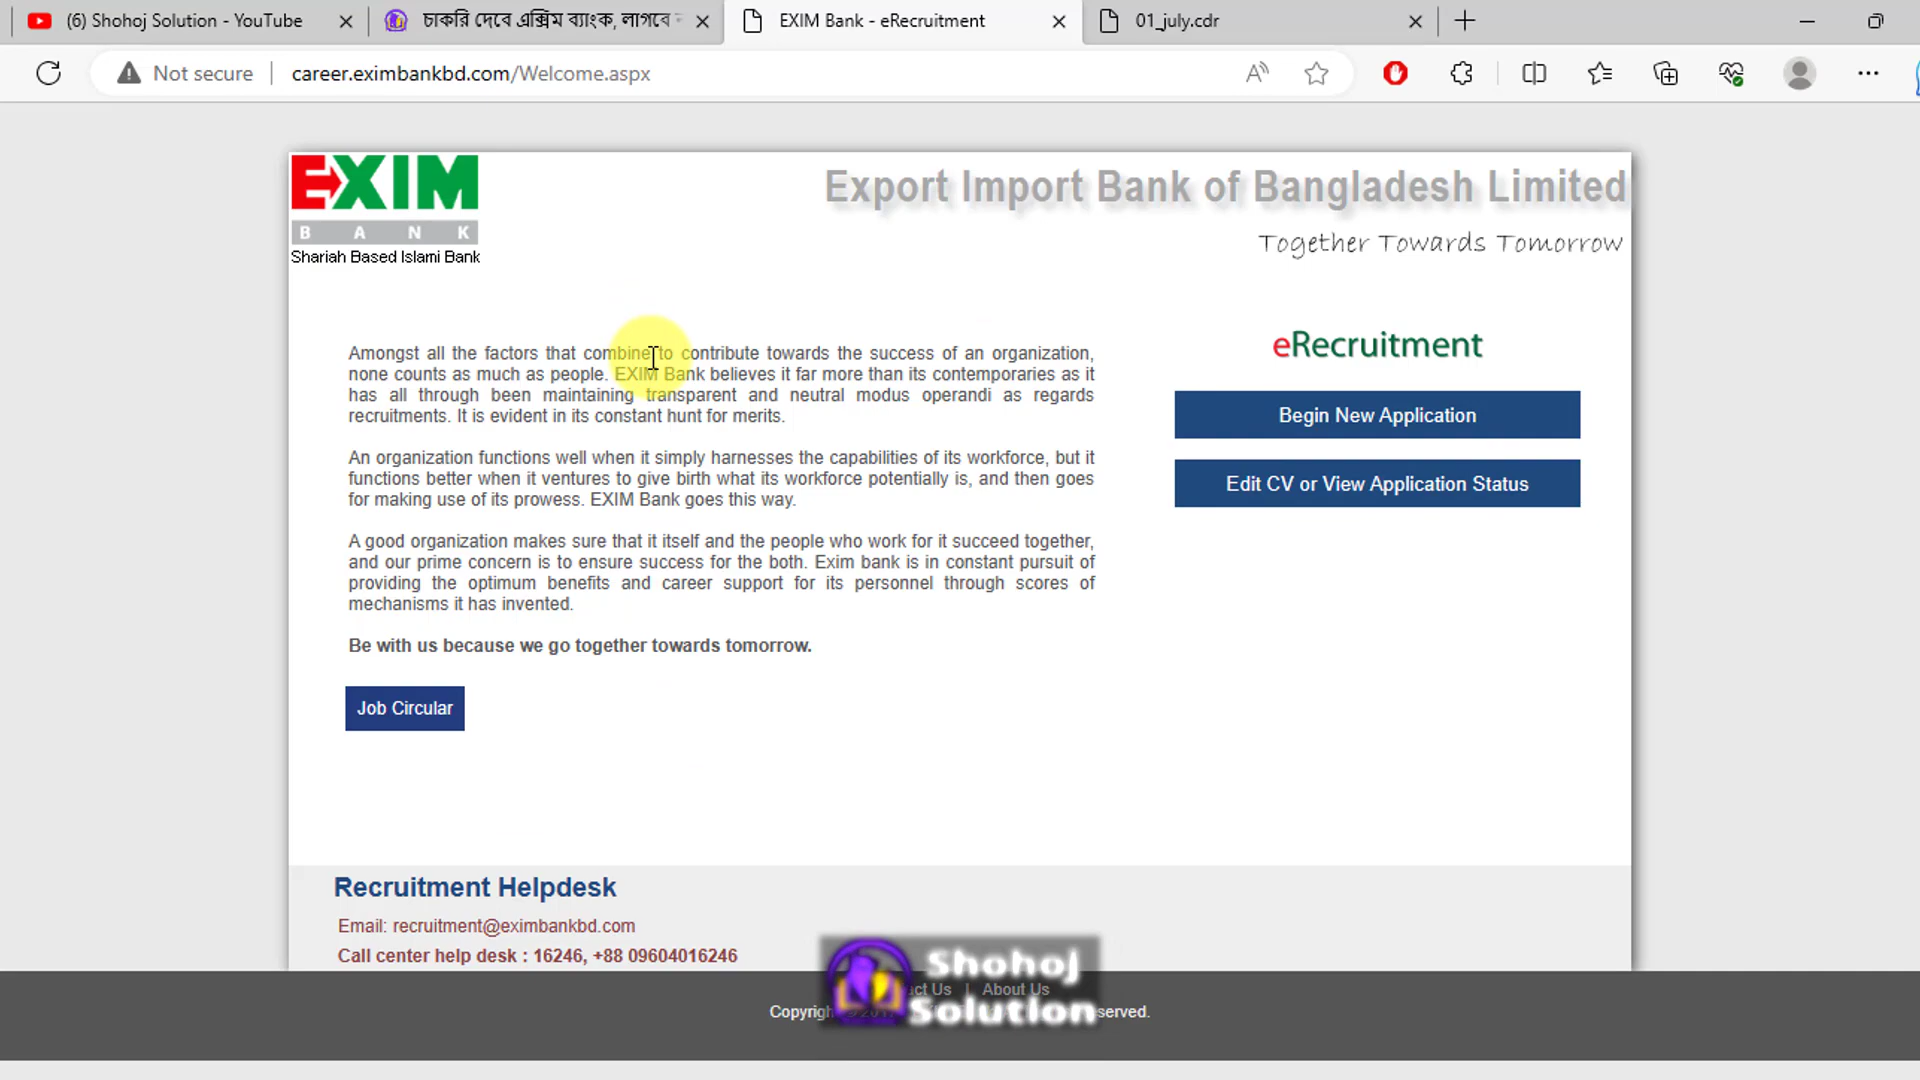 (6) Shohoj Solution - YouTube
চাকরি দেবে এক্সিম ব্যাংক, লাগবে
EXIM Bank - eRecruitment
01_july.cdr
Not secure
career.eximbankbd.com/Welcome.aspx
EXIM
BANK
Shariah Based Islami Bank
Export Import Bank of Bangladesh Limited
Together Towards Tomorrow
Amongst all the factors that combine to contribute towards the success of an organization,
none counts as much as people. EXIM Bank believes it far more than its contemporaries as it
has all through been maintaining transparent and neutral modus operandi as regards
recruitments. It is evident in its constant hunt for merits.
An organization functions well when it simply harnesses the capabilities of its workforce, but it
functions better when it ventures to give birth what its workforce potentially is, and then goes
for making use of its prowess. EXIM Bank goes this way.
A good organization makes sure that it itself and the people who work for it succeed together,
and our prime concern is to ensure success for the both. Exim bank is in constant pursuit of
providing the optimum benefits and career support for its personnel through scores of
mechanisms it has invented.
Be with us because we go together towards tomorrow.
Job Circular
eRecruitment
Begin New Application
Edit CV or View Application Status
Recruitment Helpdesk
Email: recruitment@eximbankbd.com
Call center help desk : 16246, +88 09604016246
Shohoj
Solution
Us | About Us